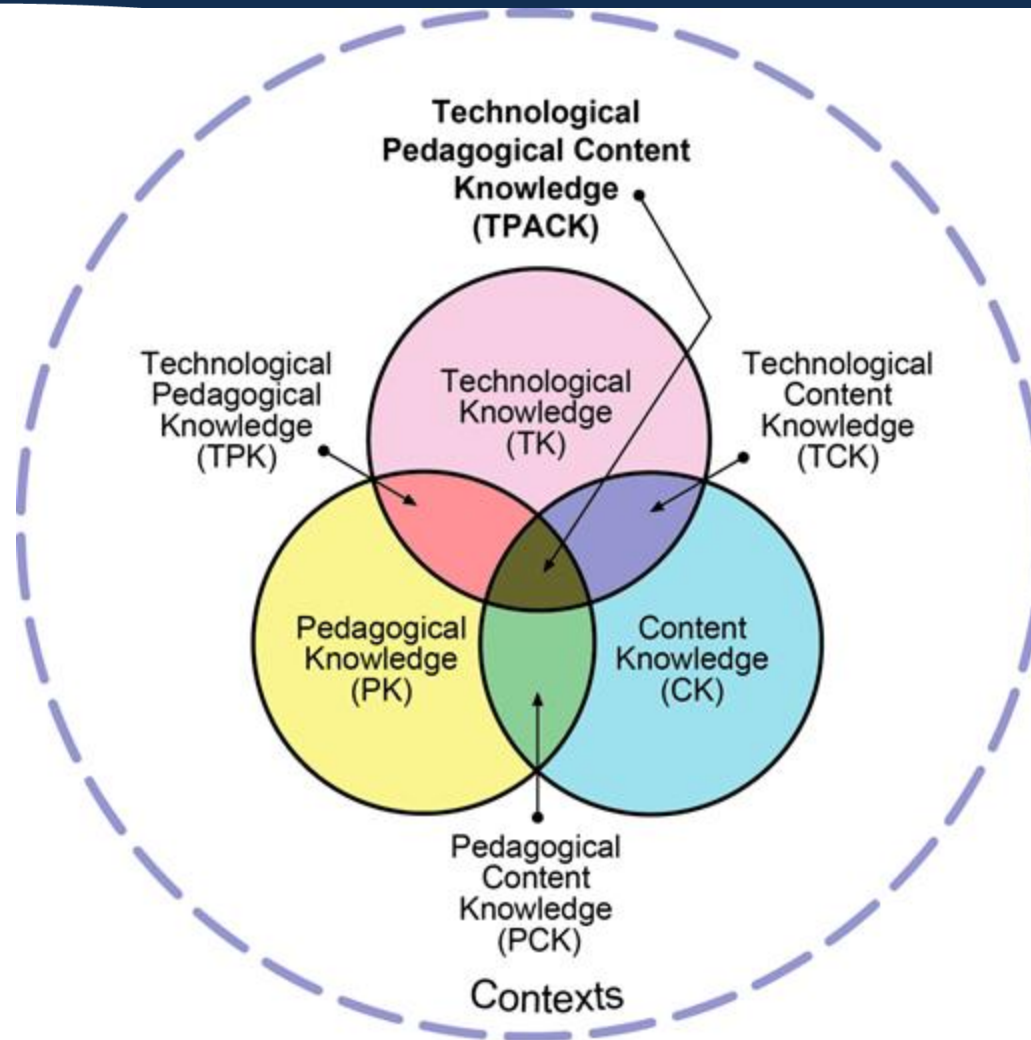 Technological
Pedagogical Content
Knowledge
(TPACK)
Technological
Pedagogical
Knowledge
(TPK)
Technological
Knowledge
(TK)
Technological
Content
Knowledge
(TCK)
Pedagogical
Knowledge
(PK)
Content
Knowledge
(CK)
Pedagogical
Content
Knowledge
(PCK)
Contexts